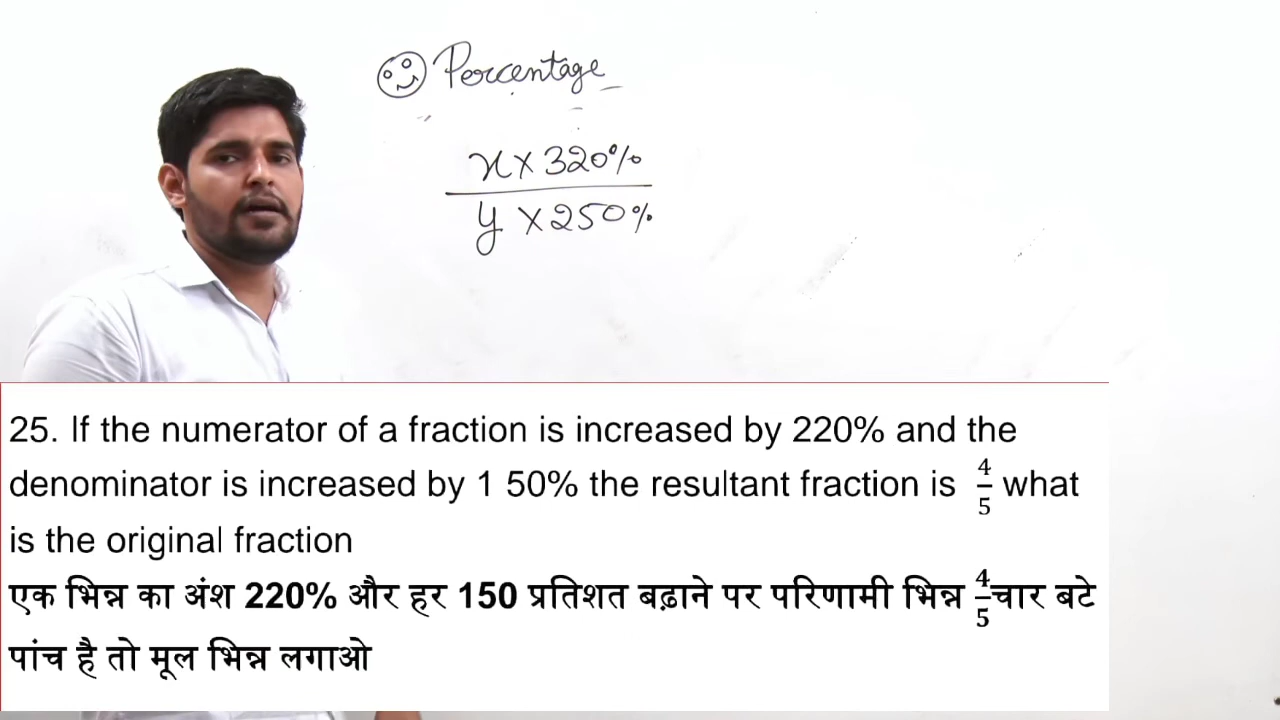 Percentage
x × 320%
y × 250%
25. If the numerator of a fraction is increased by 220% and the
denominator is increased by 1 50% the resultant fraction is 4/5 what
is the original fraction
एक भिन्न का अंश 220% और हर 150 प्रतिशत बढ़ाने पर परिणामी भिन्न 4/5चार बटे
पांच है तो मूल भिन्न लगाओ